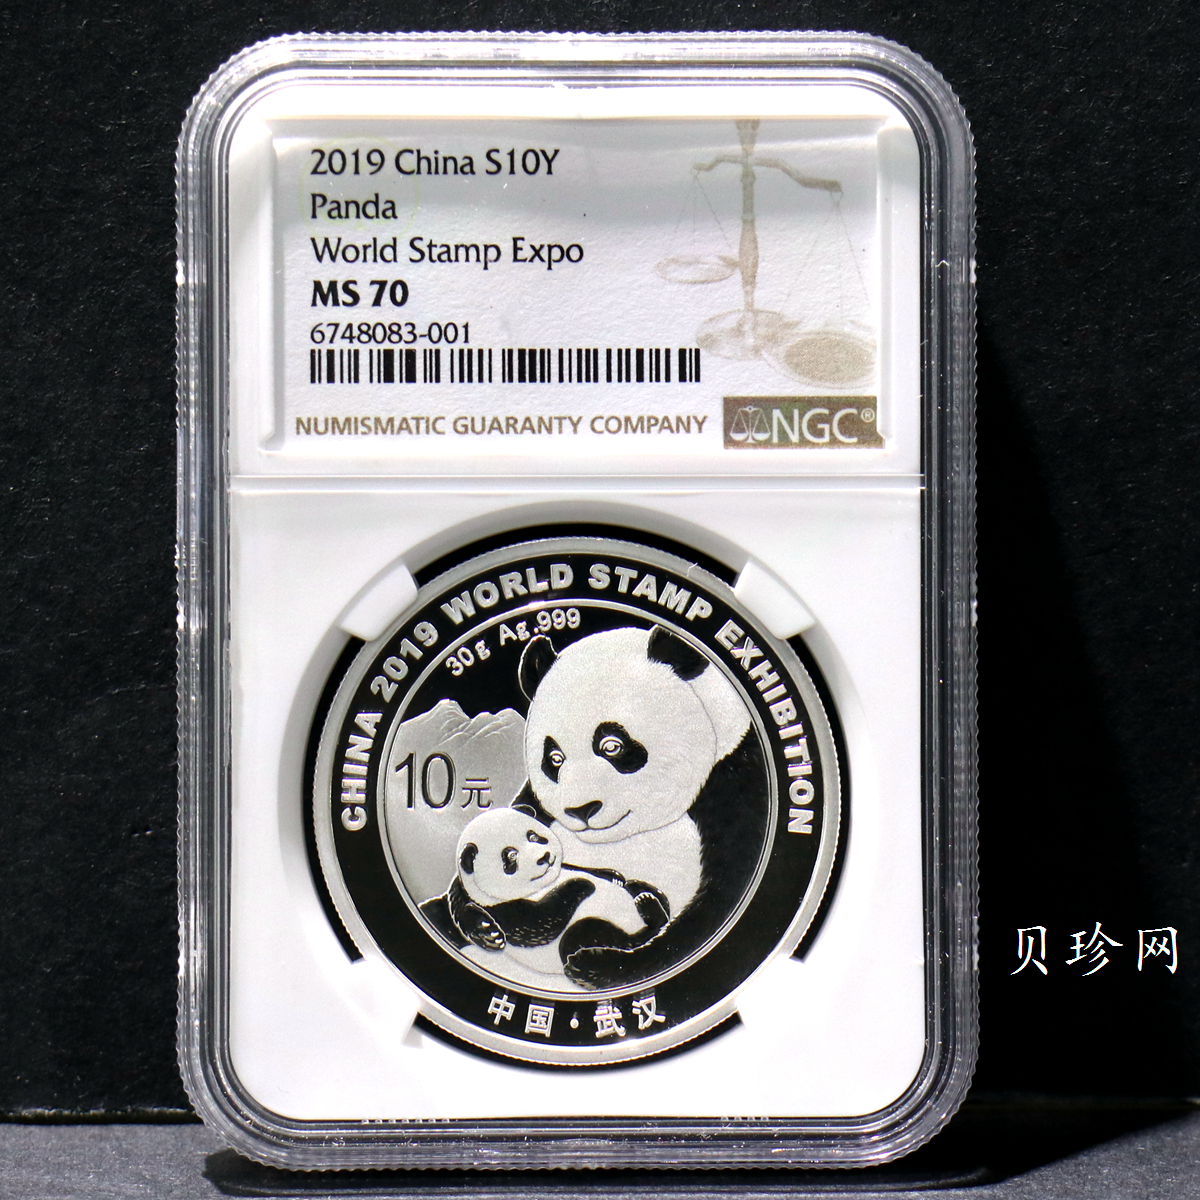 2019 China S10Y
Panda
World Stamp Expo
MS 70
6748083-001
NUMISMATIC GUARANTY COMPANY
NGC®
CHINA 2019 WORLD STAMP EXHIBITION
30g Ag.999
10元
中国·武汉
贝珍网